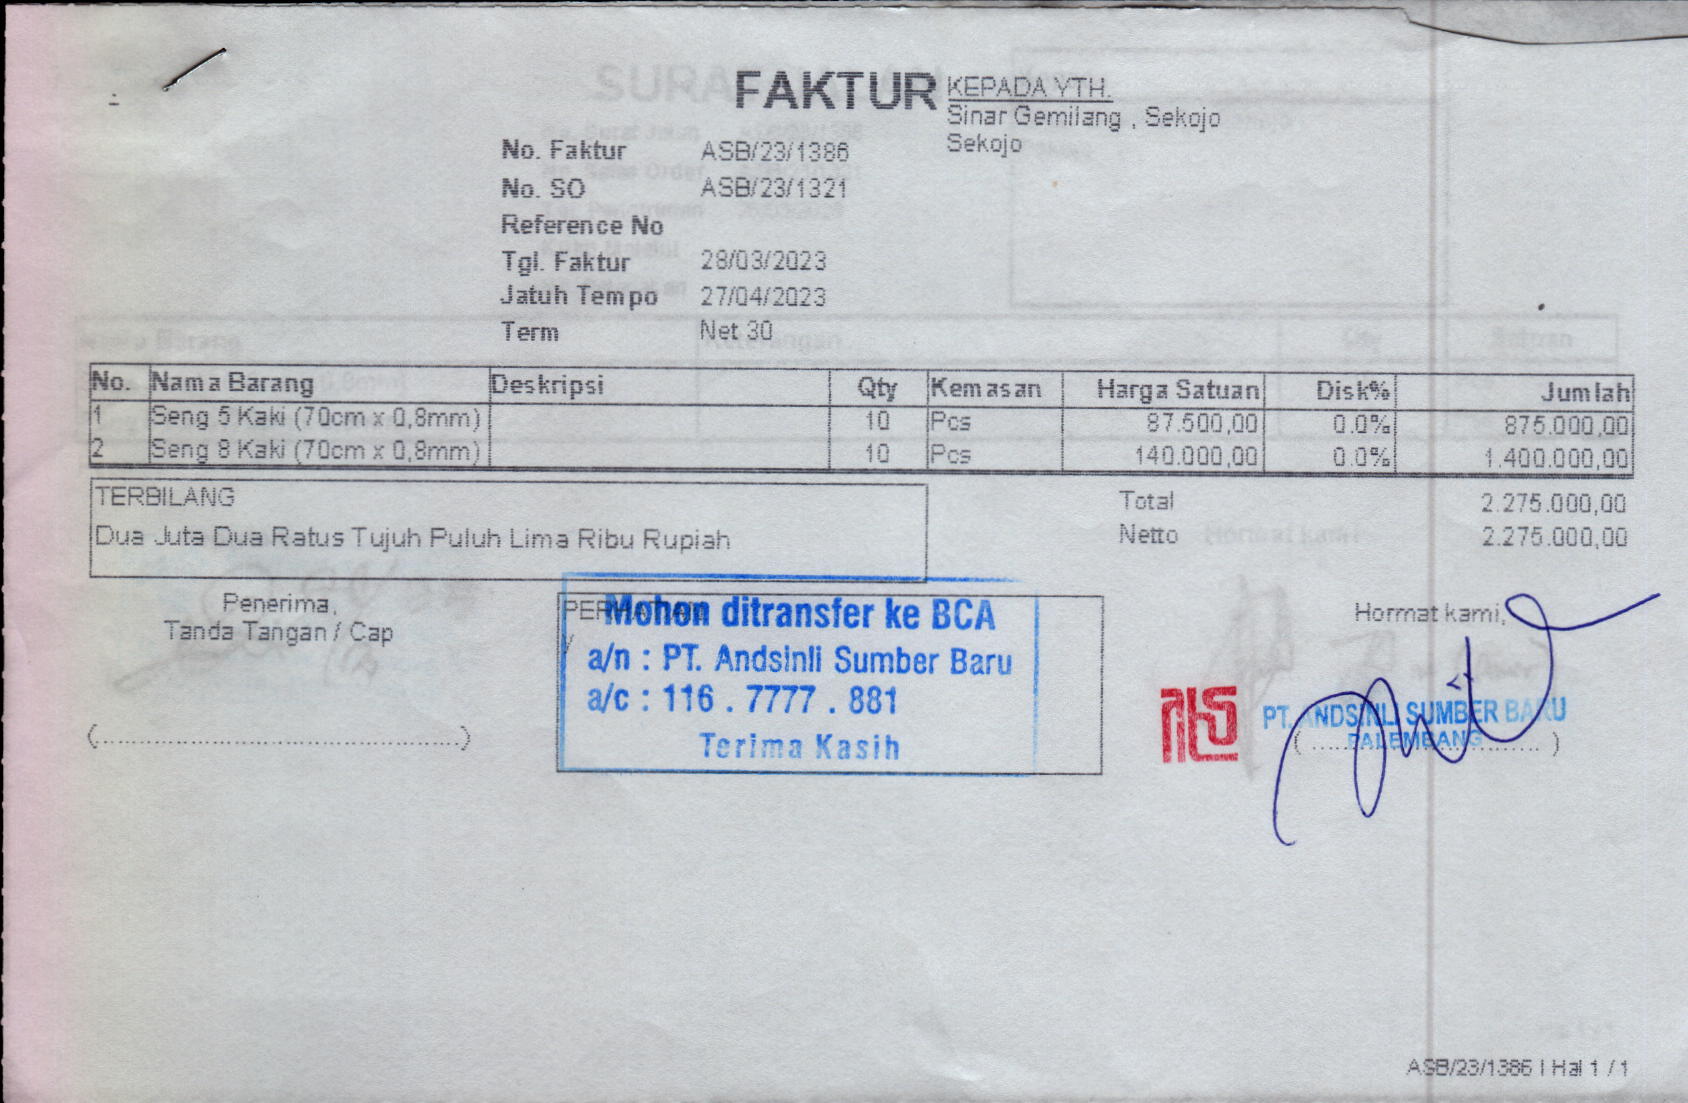 FAKTUR
KEPADA YTH.
Sinar Gemilang , Sekojo
Sekojo
No. Faktur ASB/23/1386
No. SO ASB/23/1321
Reference No
Tgl. Faktur 28/03/2023
Jatuh Tempo 27/04/2023
Term Net 30
No. Nama Barang Deskripsi Qty Kemasan Harga Satuan Disk% Jumlah
1 Seng 5 Kaki (70cm x 0,8mm) 10 Pcs 87.500,00 0.0% 875.000,00
2 Seng 8 Kaki (70cm x 0,8mm) 10 Pcs 140.000,00 0.0% 1.400.000,00
TERBILANG
Dua Juta Dua Ratus Tujuh Puluh Lima Ribu Rupiah
Total 2.275.000,00
Netto 2.275.000,00
Penerima,
Tanda Tangan / Cap
(............................................)
Mohon ditransfer ke BCA
a/n : PT. Andsinli Sumber Baru
a/c : 116 . 7777 . 881
Terima Kasih
Hormat kami,
PT. ANDSINLI SUMBER BARU
PALEMBANG
ASB/23/1386 | Hal 1 / 1